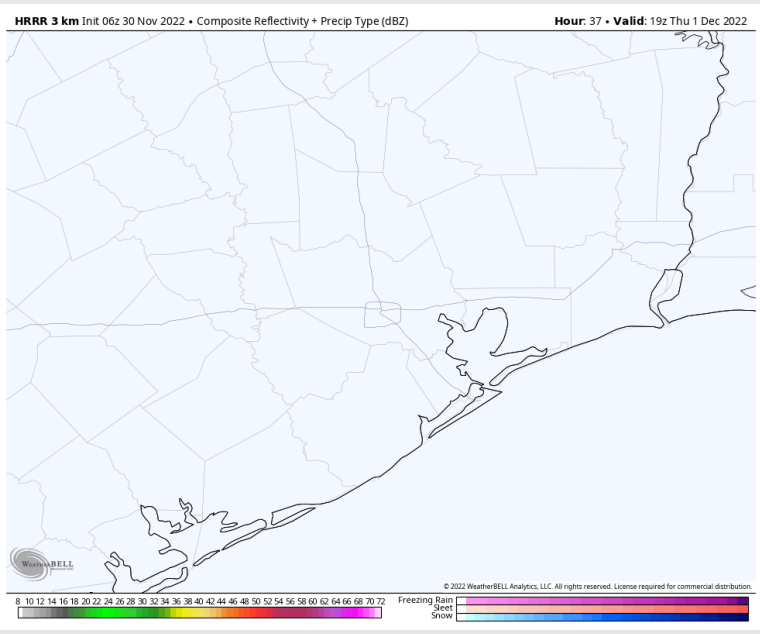 HRRR 3 km Init 06z 30 Nov 2022 • Composite Reflectivity + Precip Type (dBZ)
Hour: 37 • Valid: 19z Thu 1 Dec 2022
WeatherBELL
© 2022 WeatherBELL Analytics, LLC. All rights reserved. License required for commercial distribution.
8 10 12 14 16 18 20 22 24 26 28 30 32 34 36 38 40 42 44 46 48 50 52 54 56 58 60 62 64 66 68 70 72
Freezing Rain
Sleet
Snow